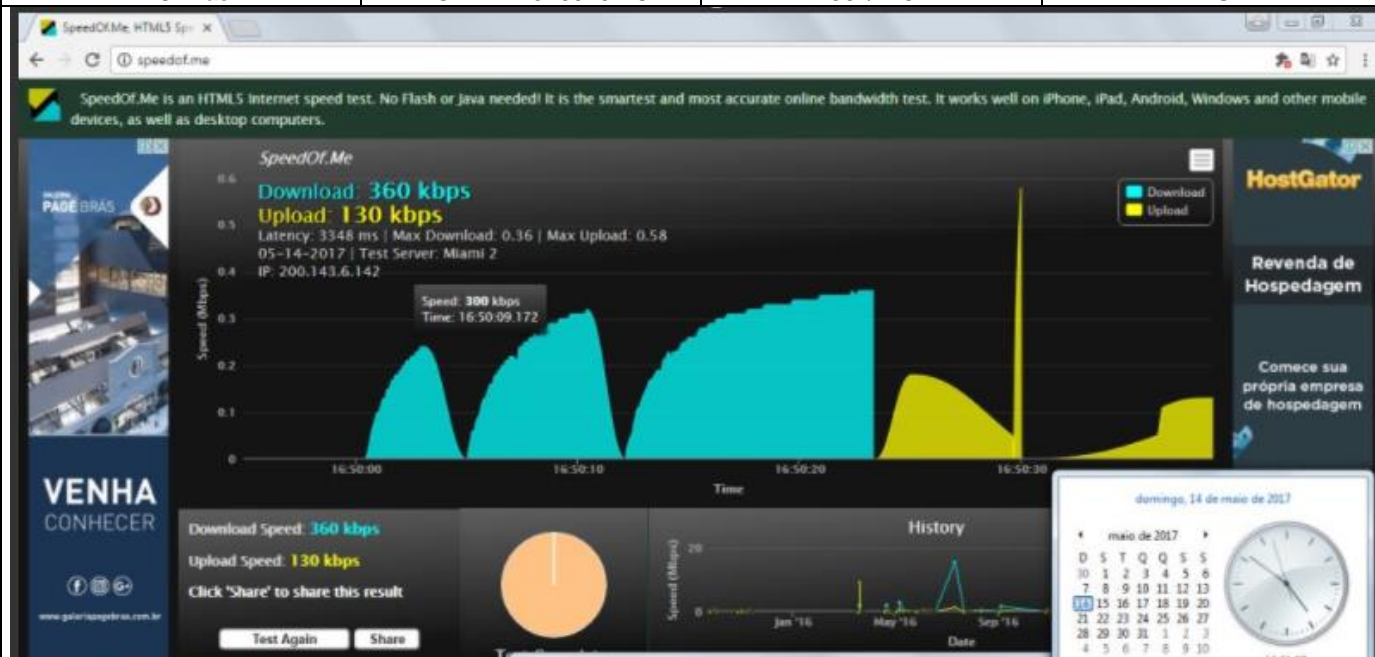 SpeedOf.Me, HTML5 Sp
speedof.me
SpeedOf.Me is an HTML5 Internet speed test. No Flash or Java needed! It is the smartest and most accurate online bandwidth test. It works well on iPhone, iPad, Android, Windows and other mobile
devices, as well as desktop computers.
PAGÉ BRÁS
VENHA
CONHECER
www.galeriapagebras.com.br
SpeedOf.Me
Download: 360 kbps
Upload: 130 kbps
Latency: 3348 ms | Max Download: 0.36 | Max Upload: 0.58
05-14-2017 | Test Server: Miami 2
IP: 200.143.6.142
Download
Upload
Speed: 300 kbps
Time: 16:50:09.172
Speed (Mbps)
0.6
0.5
0.4
0.3
0.2
0.1
0
16:50:00 16:50:10 16:50:20 16:50:30
Time
HostGator
Revenda de
Hospedagem
Comece sua
própria empresa
de hospedagem
Download Speed: 360 kbps
Upload Speed: 130 kbps
Click 'Share' to share this result
Test Again Share
History
Speed (Mbps)
20
0
Jan '16 May '16 Sep '16
Date
domingo, 14 de maio de 2017
maio de 2017
D S T Q Q S S
30 1 2 3 4 5 6
7 8 9 10 11 12 13
14 15 16 17 18 19 20
21 22 23 24 25 26 27
28 29 30 31 1 2 3
4 5 6 7 8 9 10